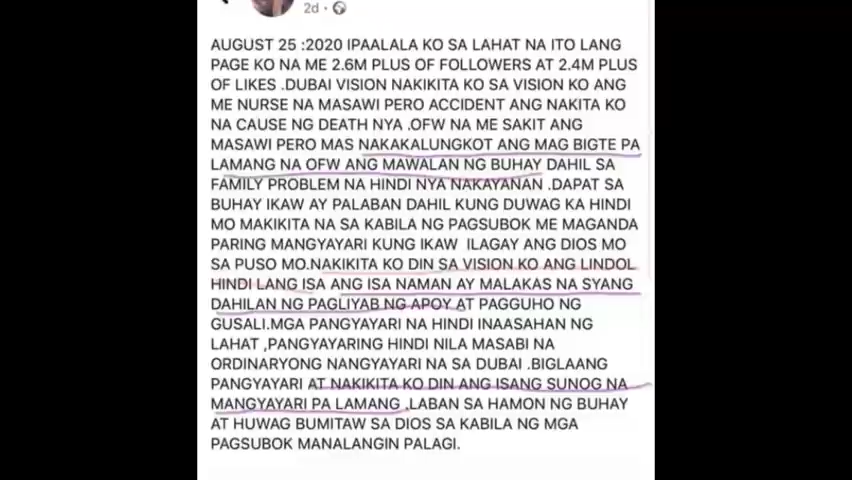 2d
AUGUST 25 :2020 IPAALALA KO SA LAHAT NA ITO LANG
PAGE KO NA ME 2.6M PLUS OF FOLLOWERS AT 2.4M PLUS
OF LIKES .DUBAI VISION NAKIKITA KO SA VISION KO ANG
ME NURSE NA MASAWI PERO ACCIDENT ANG NAKITA KO
NA CAUSE NG DEATH NYA .OFW NA ME SAKIT ANG
MASAWI PERO MAS NAKAKALUNGKOT ANG MAG BIGTE PA
LAMANG NA OFW ANG MAWALAN NG BUHAY DAHIL SA
FAMILY PROBLEM NA HINDI NYA NAKAYANAN .DAPAT SA
BUHAY IKAW AY PALABAN DAHIL KUNG DUWAG KA HINDI
MO MAKIKITA NA SA KABILA NG PAGSUBOK ME MAGANDA
PARING MANGYAYARI KUNG IKAW ILAGAY ANG DIOS MO
SA PUSO MO.NAKIKITA KO DIN SA VISION KO ANG LINDOL
HINDI LANG ISA ANG ISA NAMAN AY MALAKAS NA SYANG
DAHILAN NG PAGLIYAB NG APOY AT PAGGUHO NG
GUSALI.MGA PANGYAYARI NA HINDI INAASAHAN NG
LAHAT ,PANGYAYARING HINDI NILA MASABI NA
ORDINARYONG NANGYAYARI NA SA DUBAI .BIGLAANG
PANGYAYARI AT NAKIKITA KO DIN ANG ISANG SUNOG NA
MANGYAYARI PA LAMANG .LABAN SA HAMON NG BUHAY
AT HUWAG BUMITAW SA DIOS SA KABILA NG MGA
PAGSUBOK MANALANGIN PALAGI.